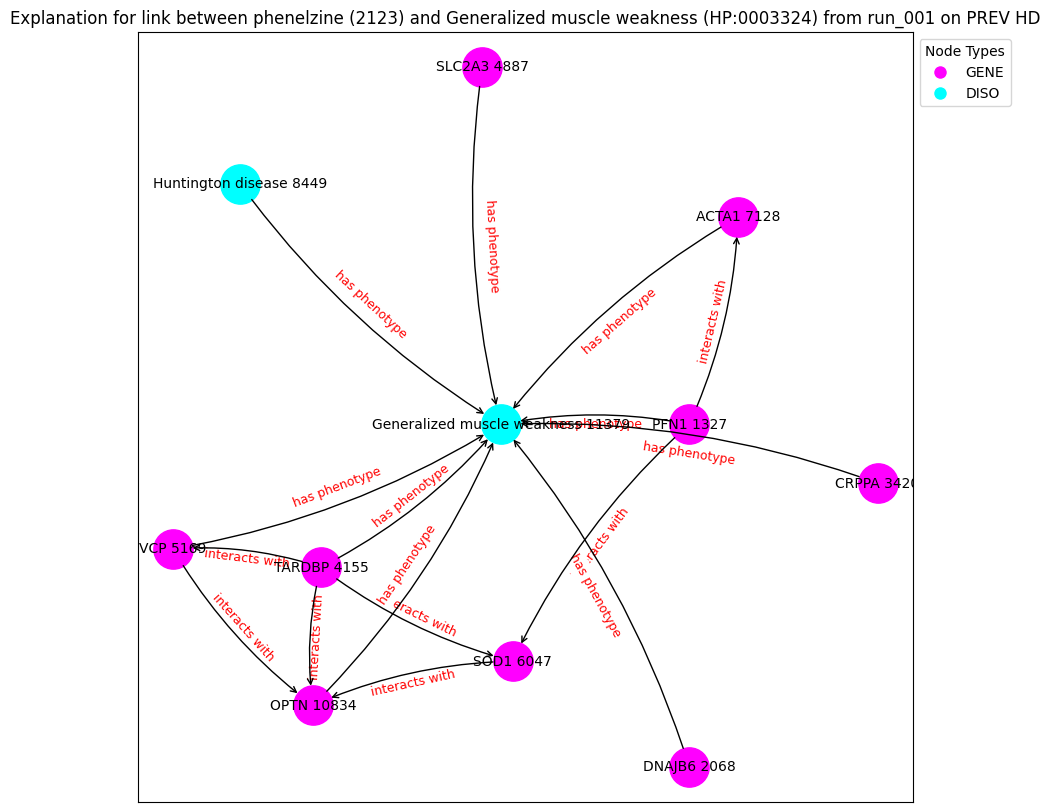 Explanation for link between phenelzine (2123) and Generalized muscle weakness (HP:0003324) from run_001 on PREV HD
Node Types
GENE
DISO
SLC2A3 4887
Huntington disease 8449
has phenotype
ACTA1 7128
has phenotype
interacts with
has phenotype
Generalized muscle weakness 11379
has phenotype
PFN1 1327
has phenotype
CRPPA 3420
has phenotype
has phenotype
VCP 5169
interacts with
TARDBP 4155
has phenotype
racts with
has phenotype
interacts with
interacts with
eracts with
SOD1 6047
interacts with
OPTN 10834
DNAJB6 2068